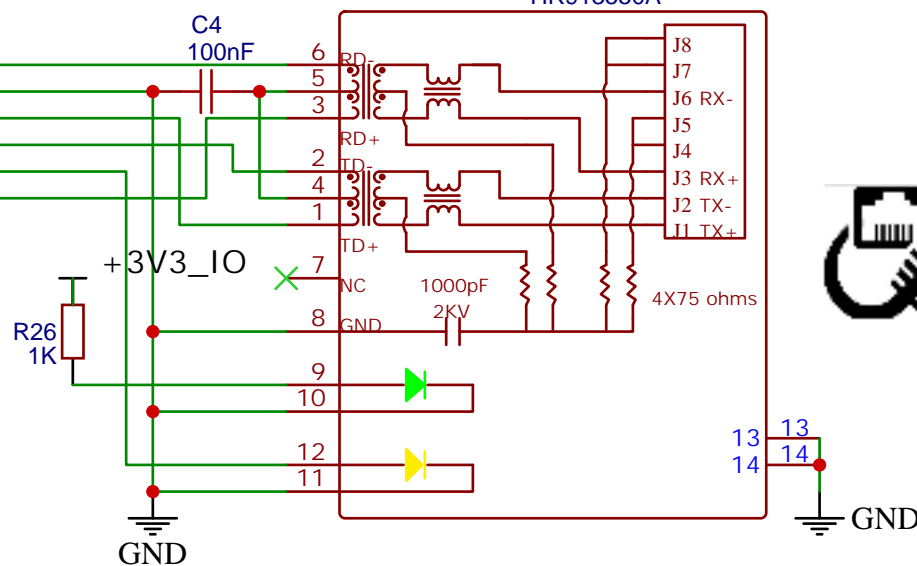 C4
100nF
6 RD-
5
3
RD+
2 TD-
4
1
TD+
+3V3_IO
7 NC
R26
1K
8 GND
1000pF
2KV
4X75 ohms
9
10
12
11
GND
J8
J7
J6 RX-
J5
J4
J3 RX+
J2 TX-
J1 TX+
13 13
14 14
GND